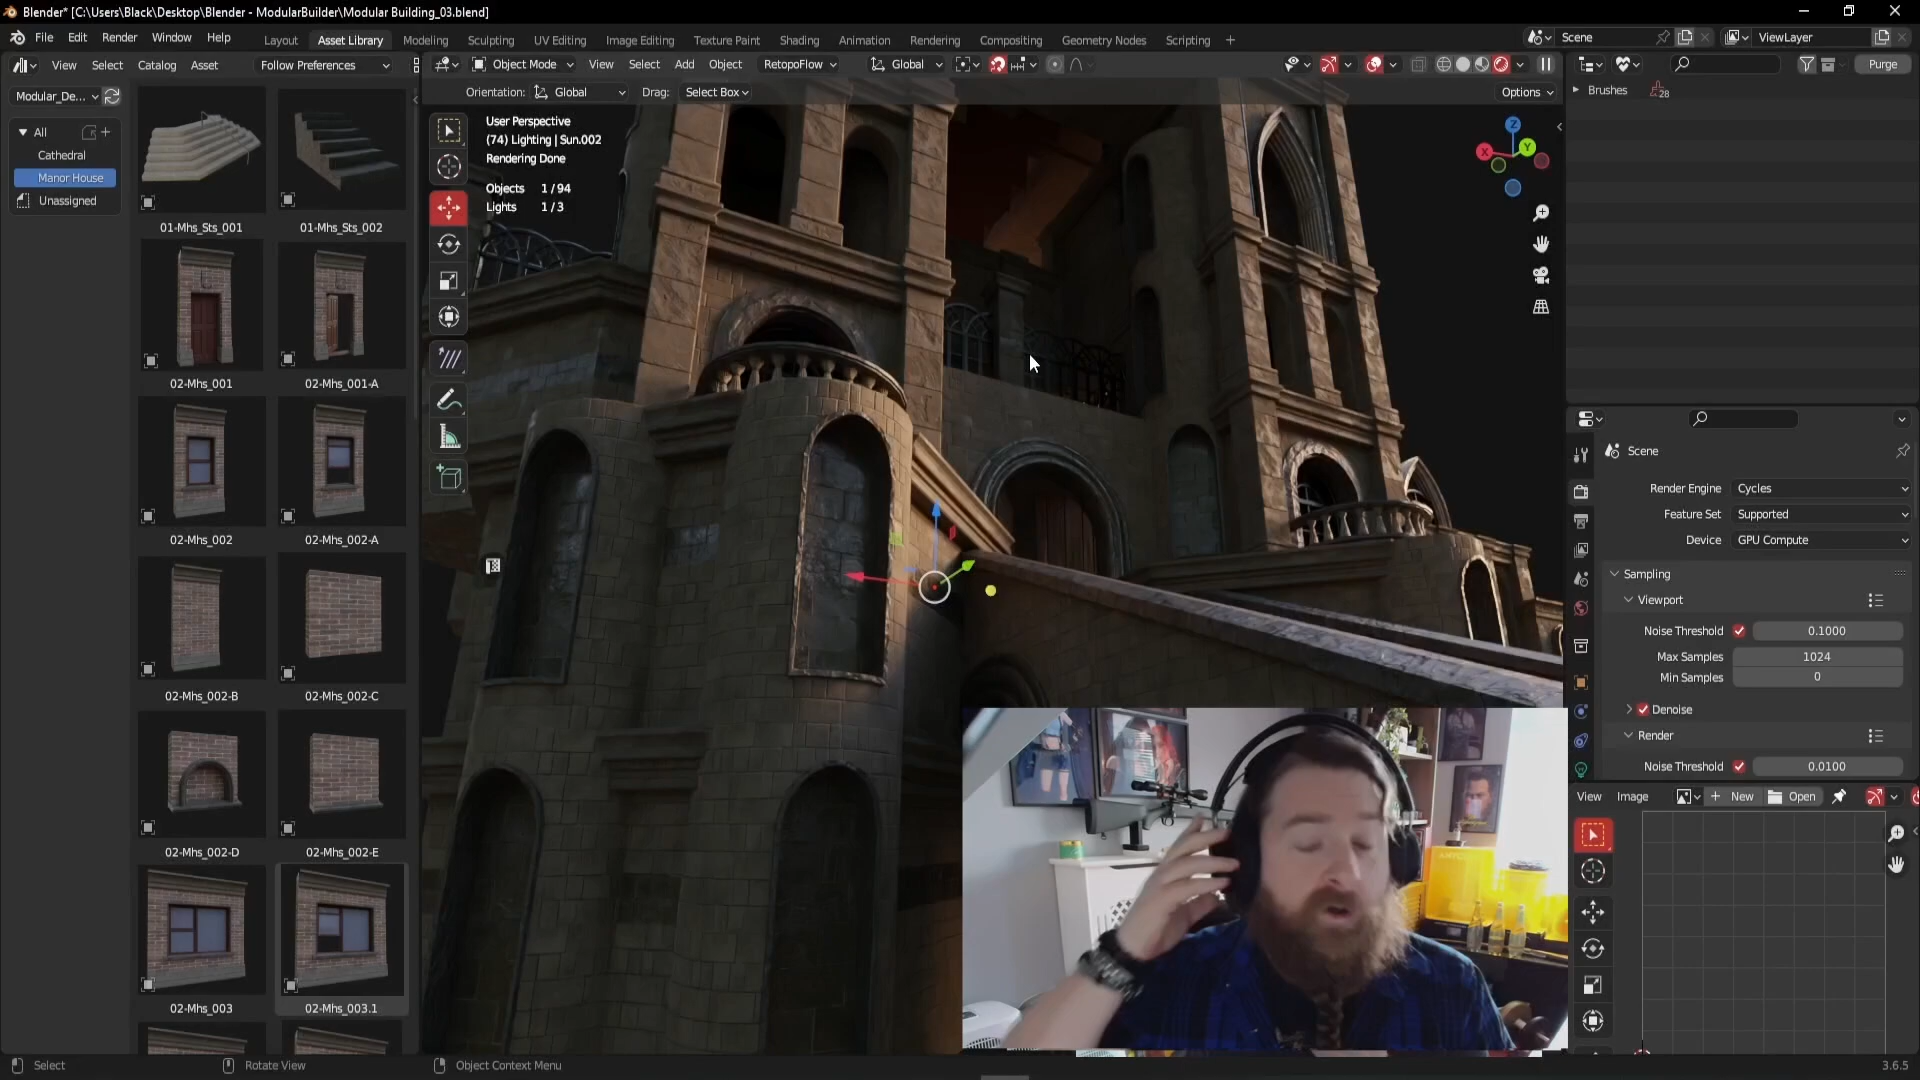 Blender* [C:\Users\Black\Desktop\Blender - ModularBuilder\Modular Building_03.blend]
File Edit Render Window Help Layout Asset Library Modeling Sculpting UV Editing Image Editing Texture Paint Shading Animation Rendering Compositing Geometry Nodes Scripting + Scene ViewLayer
View Select Catalog Asset Follow Preferences Object Mode View Select Add Object RetopoFlow Global Purge
Modular_De... Orientation: Global Drag: Select Box Options
Brushes 28
All
Cathedral
Manor House
Unassigned
User Perspective
(74) Lighting | Sun.002
Rendering Done
Objects 1 / 94
Lights 1 / 3
Z
Y
X
01-Mhs_Sts_001 01-Mhs_Sts_002
02-Mhs_001 02-Mhs_001-A
02-Mhs_002 02-Mhs_002-A
02-Mhs_002-B 02-Mhs_002-C
02-Mhs_002-D 02-Mhs_002-E
02-Mhs_003 02-Mhs_003.1
Scene
Render Engine Cycles
Feature Set Supported
Device GPU Compute
Sampling
Viewport
Noise Threshold 0.1000
Max Samples 1024
Min Samples 0
Denoise
Render
Noise Threshold 0.0100
View Image + New Open
Select Rotate View Object Context Menu 3.6.5